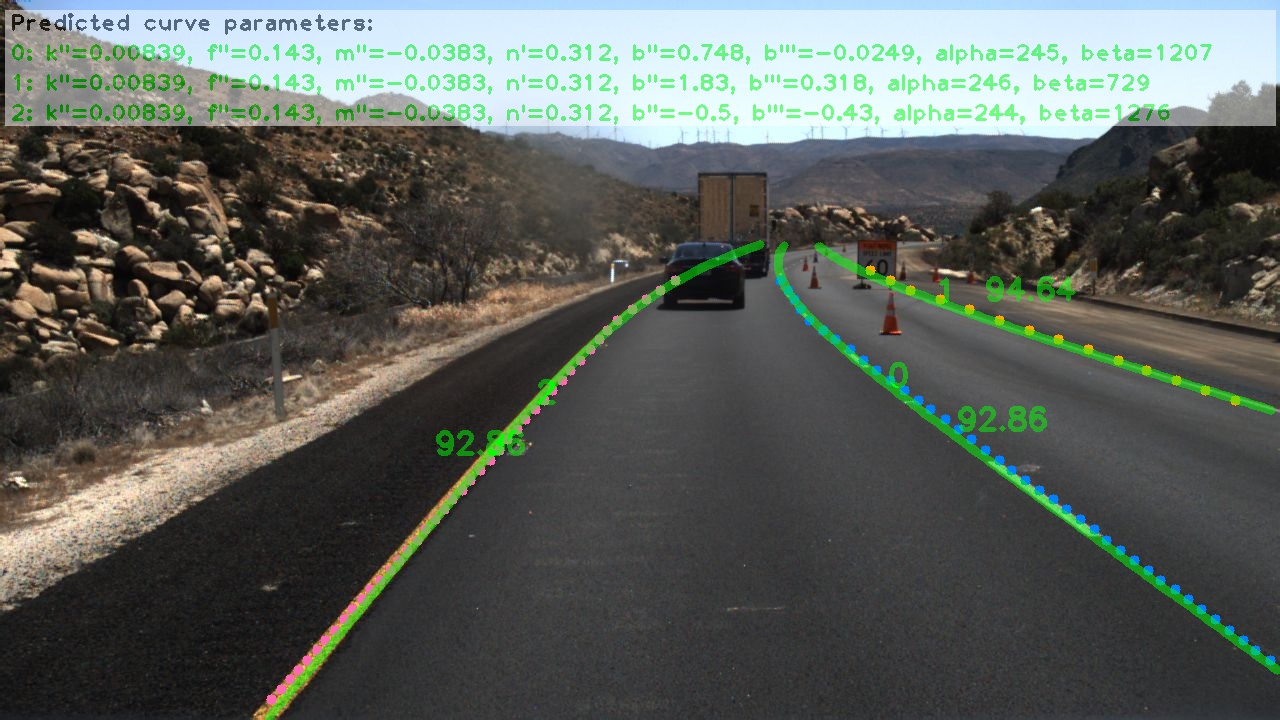 Predicted curve parameters:
0: k''=0.00839, f''=0.143, m''=-0.0383, n'=0.312, b''=0.748, b'''=-0.0249, alpha=245, beta=1207
1: k''=0.00839, f''=0.143, m''=-0.0383, n'=0.312, b''=1.83, b'''=0.318, alpha=246, beta=729
2: k''=0.00839, f''=0.143, m''=-0.0383, n'=0.312, b''=-0.5, b'''=-0.43, alpha=244, beta=1276
SPEED LIMIT
60
1 94.64
0
2
92.86
92.86